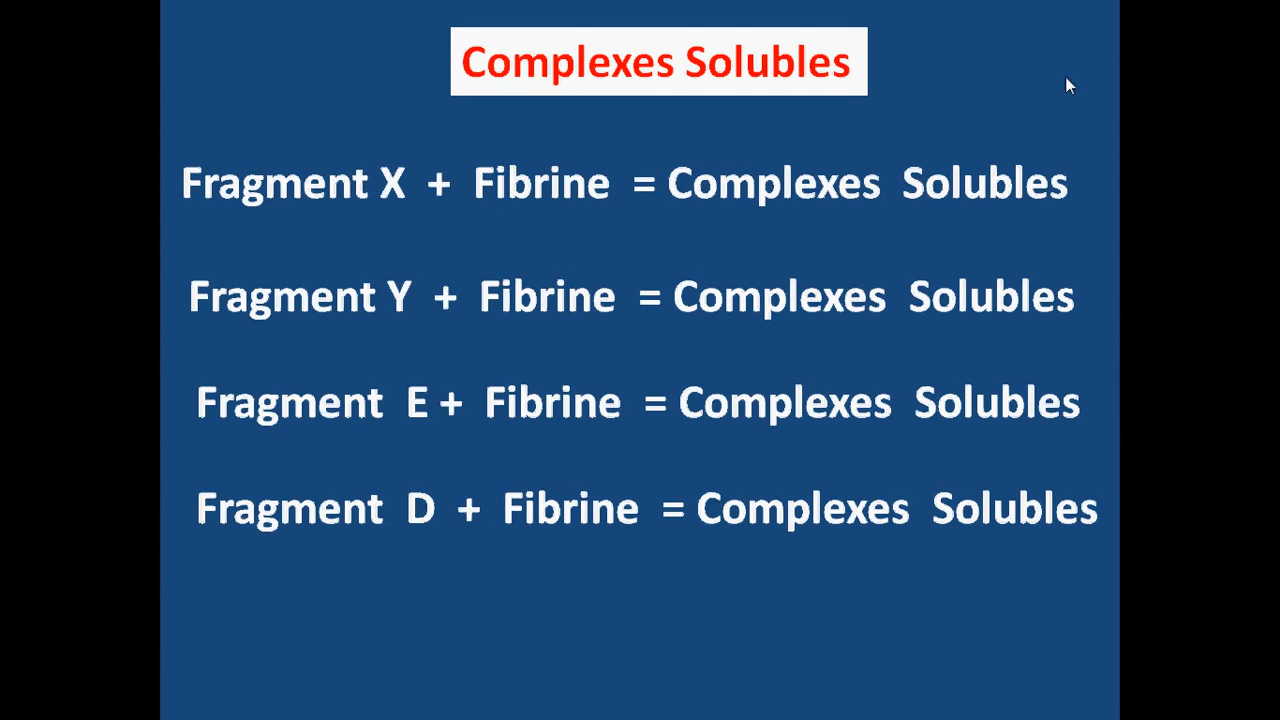 Complexes Solubles
Fragment X + Fibrine = Complexes Solubles
Fragment Y + Fibrine = Complexes Solubles
Fragment E + Fibrine = Complexes Solubles
Fragment D + Fibrine = Complexes Solubles